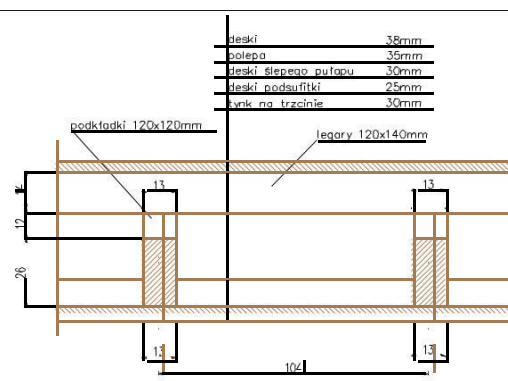 deski 38mm
polepa 35mm
deski ślepego pułapu 30mm
deski podsufitki 25mm
tynk na trzcinie 30mm
podkładki 120x120mm
legary 120x140mm
13 13
12
26
13 13
104